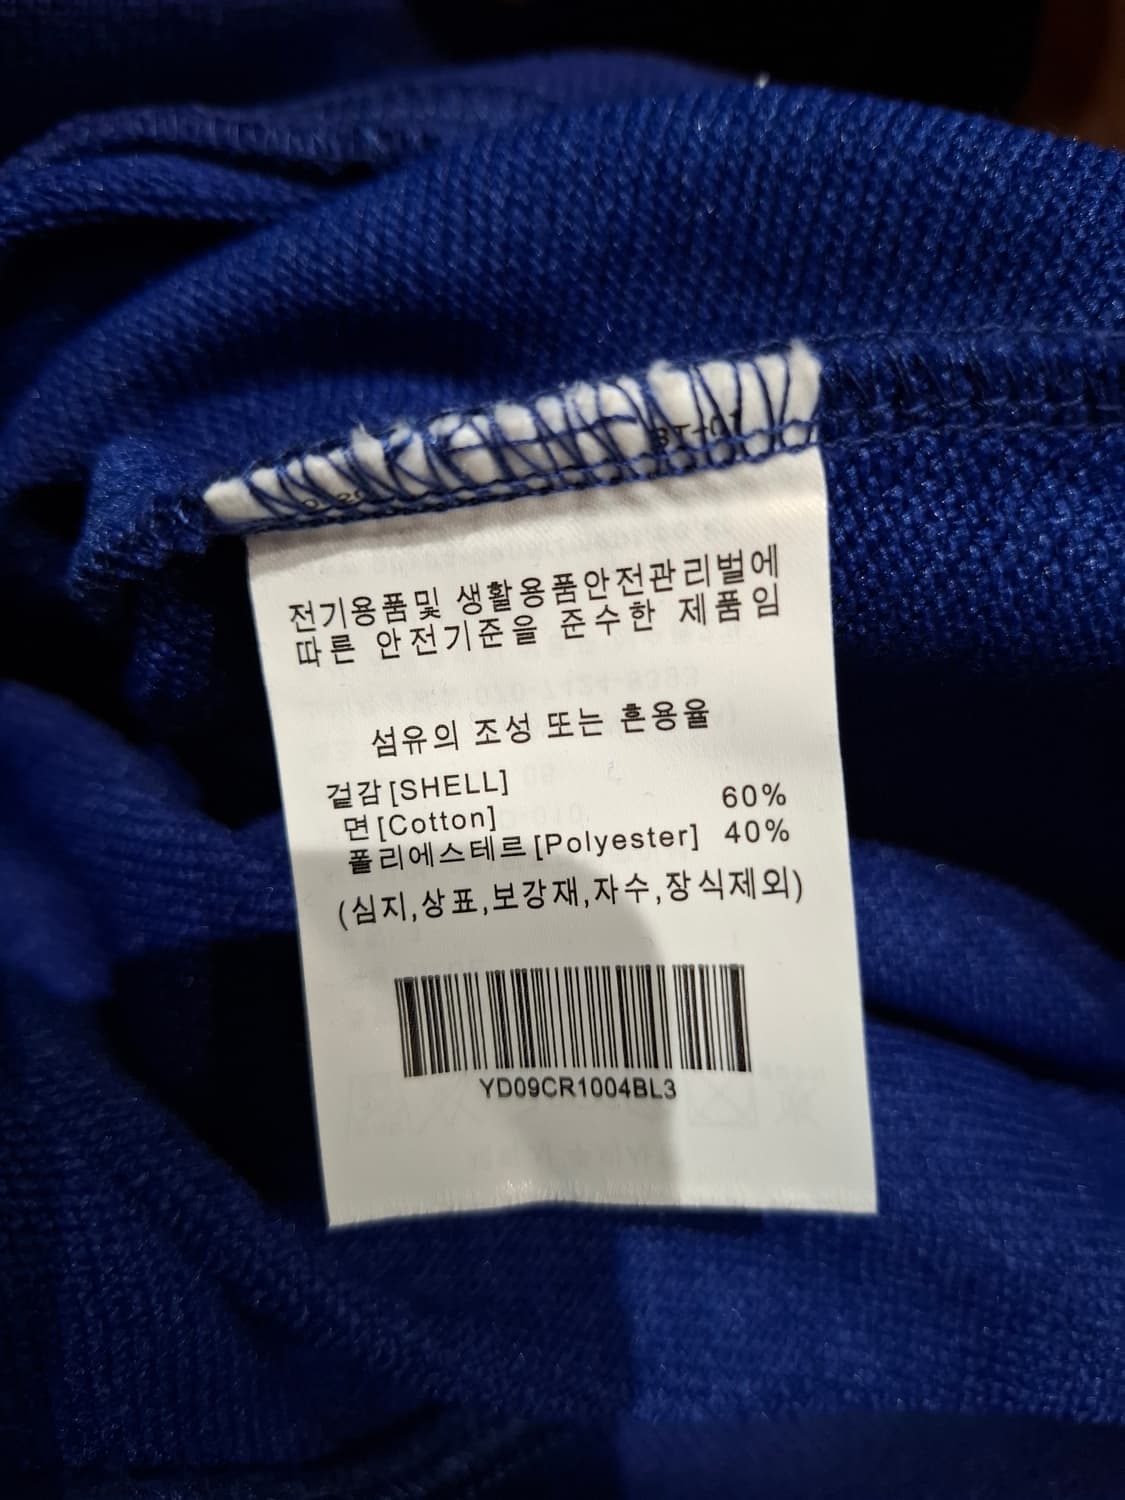 전기용품및 생활용품안전관리벌에
따른 안전기준을 준수한 제품임
섬유의 조성 또는 흔용율
겉감[SHELL]
면[Cotton] 60%
폴리에스테르[Polyester] 40%
(심지,상표,보강재,자수,장식제외)
YD09CR1004BL3